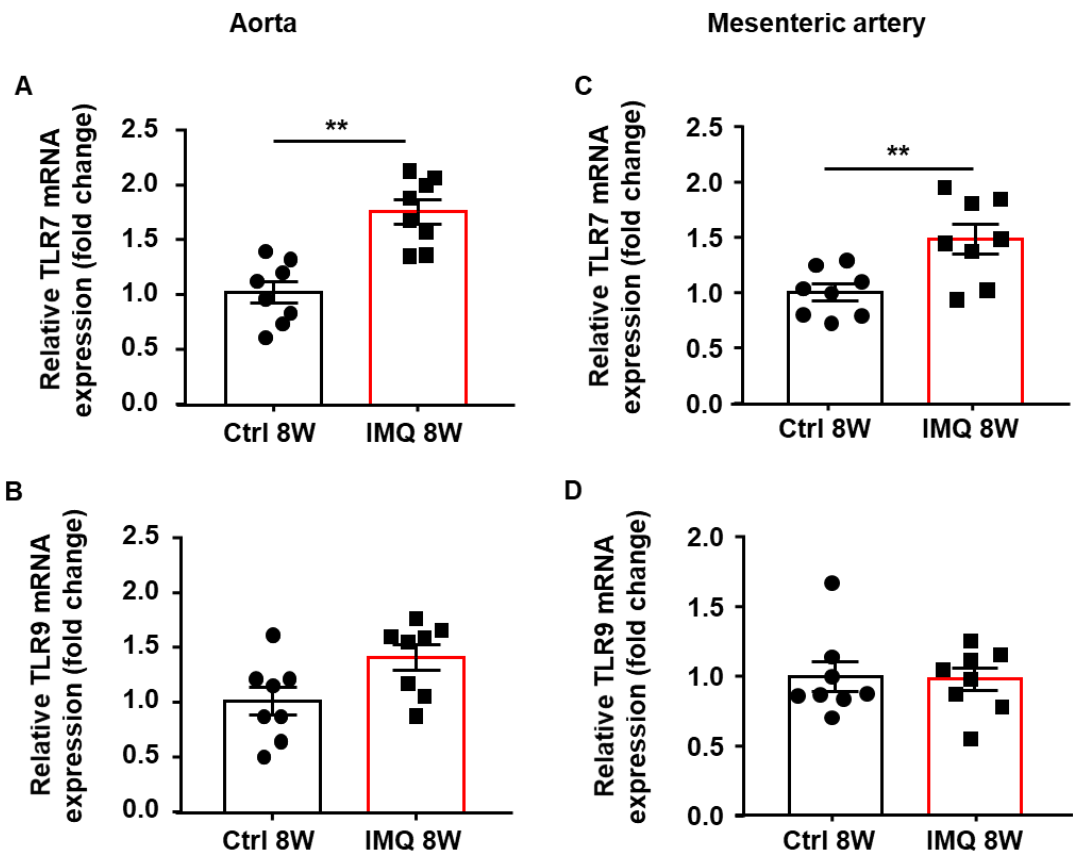 Aorta
Mesenteric artery
A
Relative TLR7 mRNA
expression (fold change)
2.5
2.0
1.5
1.0
0.5
0.0
**
Ctrl 8W
IMQ 8W
C
Relative TLR7 mRNA
expression (fold change)
2.5
2.0
1.5
1.0
0.5
0.0
**
Ctrl 8W
IMQ 8W
B
Relative TLR9 mRNA
expression (fold change)
2.5
2.0
1.5
1.0
0.5
0.0
Ctrl 8W
IMQ 8W
D
Relative TLR9 mRNA
expression (fold change)
2.0
1.5
1.0
0.5
0.0
Ctrl 8W
IMQ 8W